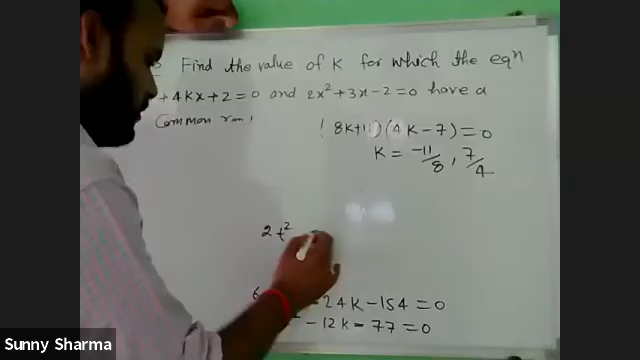 Find the value of K for which the eqn
+4Kx+2=0 and 2x²+3x-2=0 have a
Common
8K+11)(4K-7)=0
K = -11/8, 7/4
2t²
-24K-154=0
-12K-77=0
Sunny Sharma